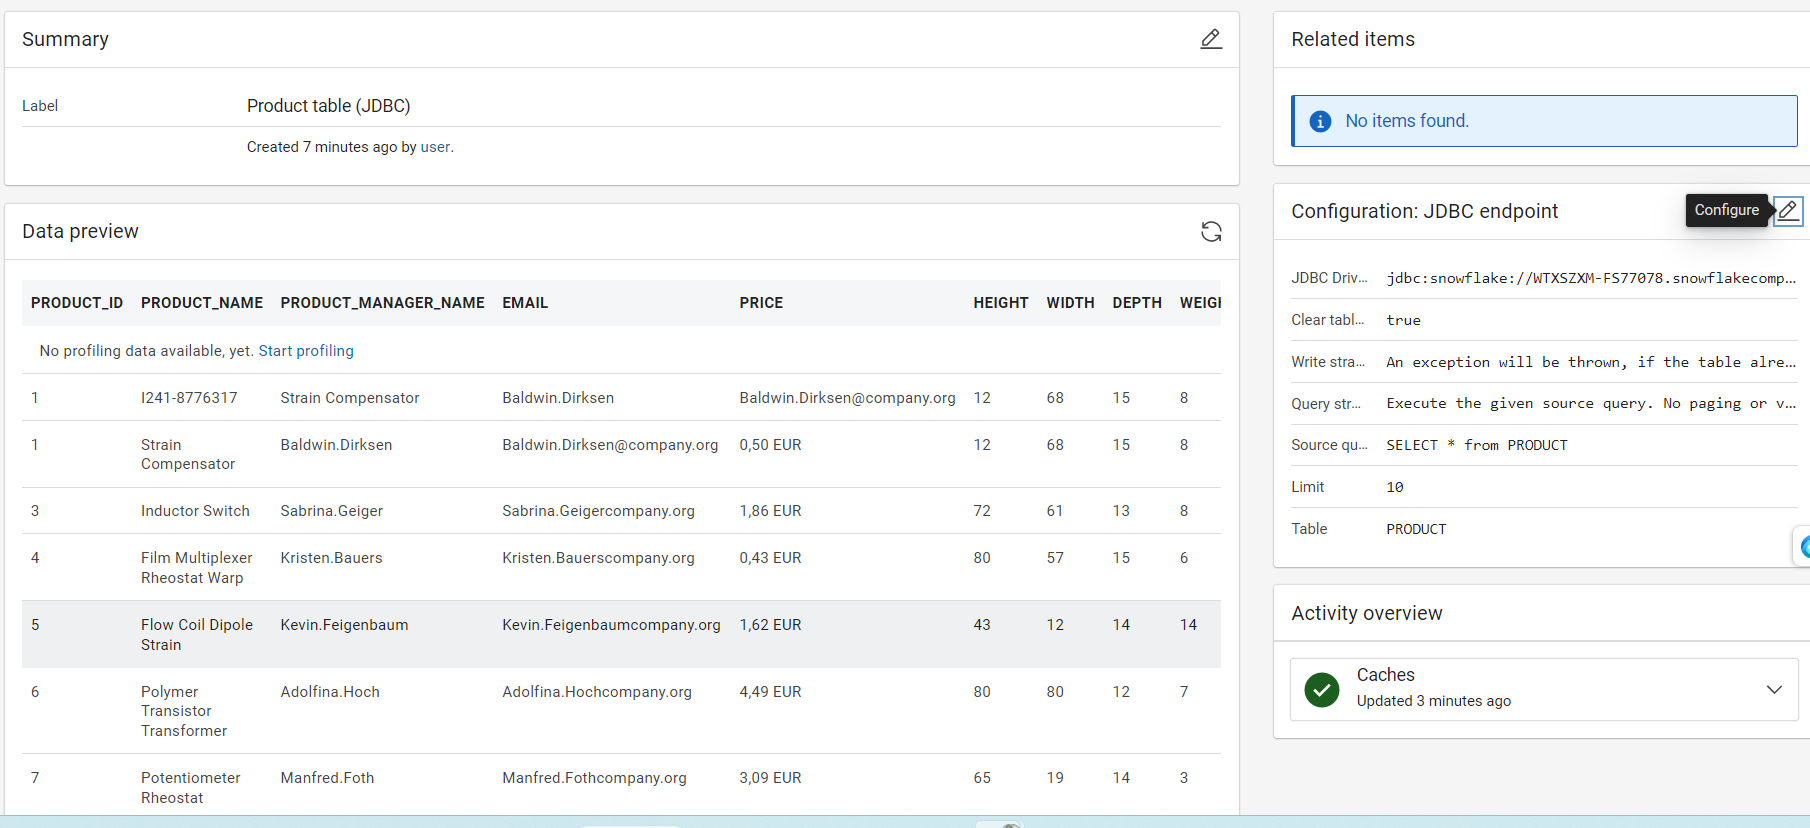 Summary
Label Product table (JDBC)
Created 7 minutes ago by user.
Data preview
PRODUCT_ID PRODUCT_NAME PRODUCT_MANAGER_NAME EMAIL PRICE HEIGHT WIDTH DEPTH
No profiling data available, yet. Start profiling
1 I241-8776317 Strain Compensator Baldwin.Dirksen Baldwin.Dirksen@company.org 12 68 15 8
1 Strain Compensator Baldwin.Dirksen Baldwin.Dirksen@company.org 0,50 EUR 12 68 15 8
3 Inductor Switch Sabrina.Geiger Sabrina.Geigercompany.org 1,86 EUR 72 61 13 8
4 Film Multiplexer Rheostat Warp Kristen.Bauers Kristen.Bauerscompany.org 0,43 EUR 80 57 15 6
5 Flow Coil Dipole Strain Kevin.Feigenbaum Kevin.Feigenbaumcompany.org 1,62 EUR 43 12 14 14
6 Polymer Transistor Transformer Adolfina.Hoch Adolfina.Hochcompany.org 4,49 EUR 80 80 12 7
7 Potentiometer Rheostat Manfred.Foth Manfred.Fothcompany.org 3,09 EUR 65 19 14 3
Related items
No items found.
Configuration: JDBC endpoint
Configure
JDBC Driv... jdbc:snowflake://WTXSZXM-FS77078.snowflakecomp...
Clear tabl... true
Write stra... An exception will be thrown, if the table alre...
Query str... Execute the given source query. No paging or v...
Source qu... SELECT * from PRODUCT
Limit 10
Table PRODUCT
Activity overview
Caches
Updated 3 minutes ago